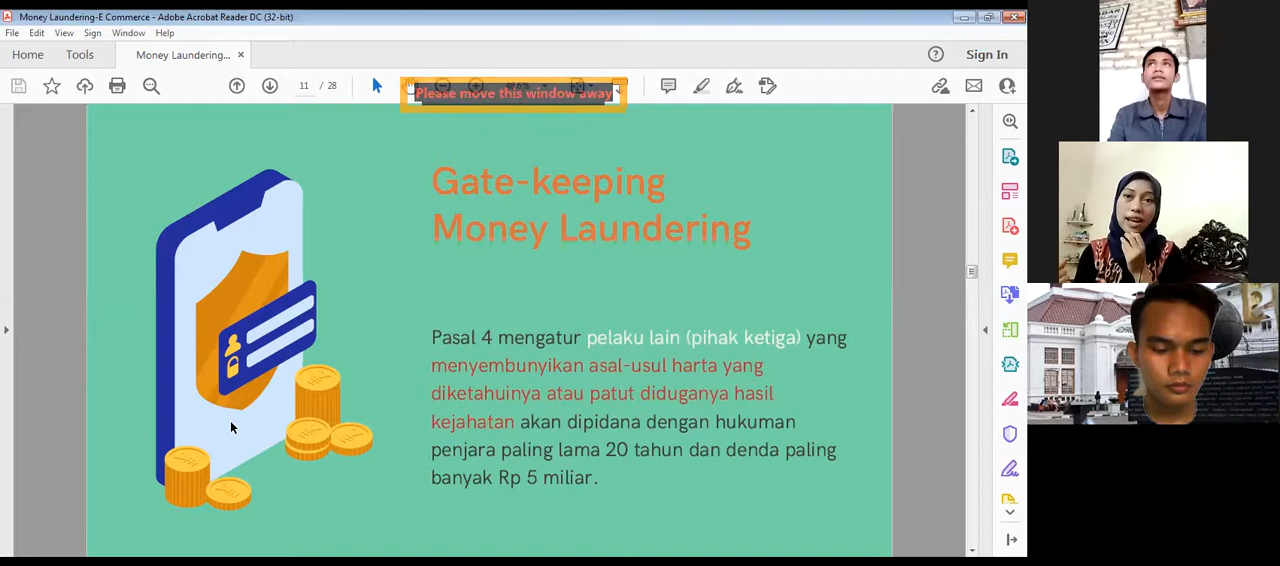 Money Laundering-E Commerce - Adobe Acrobat Reader DC (32-bit)
File Edit View Sign Window Help
Home Tools Money Laundering... × Sign In
11 / 28
Please move this window away
Gate-keeping
Money Laundering
Pasal 4 mengatur pelaku lain (pihak ketiga) yang
menyembunyikan asal-usul harta yang
diketahuinya atau patut diduganya hasil
kejahatan akan dipidana dengan hukuman
penjara paling lama 20 tahun dan denda paling
banyak Rp 5 miliar.